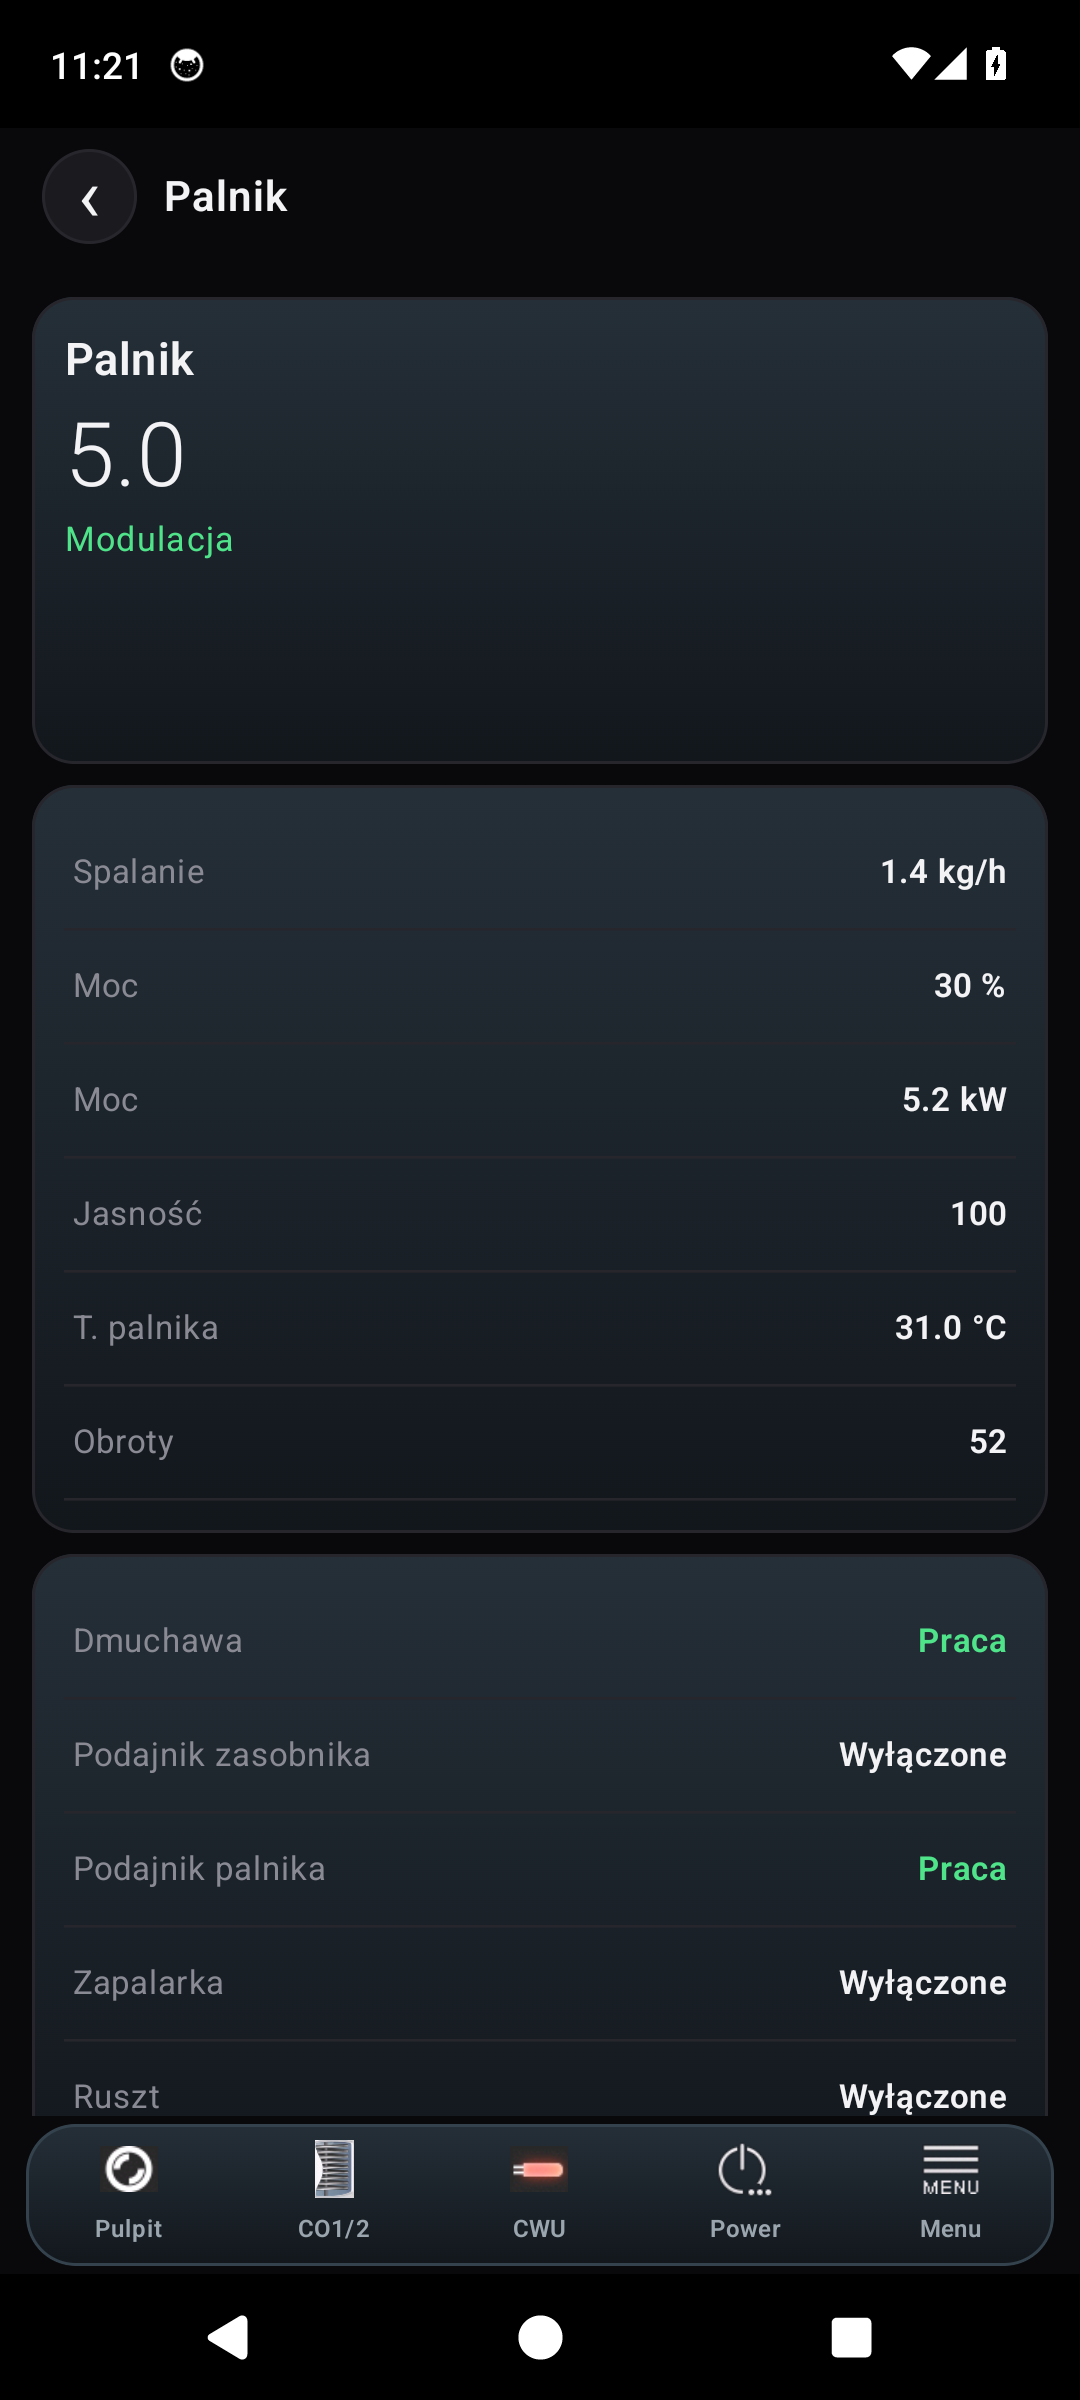 11:21
Palnik
Palnik
5.0
Modulacja
Spalanie 1.4 kg/h
Moc 30 %
Moc 5.2 kW
Jasność 100
T. palnika 31.0 °C
Obroty 52
Dmuchawa Praca
Podajnik zasobnika Wyłączone
Podajnik palnika Praca
Zapalarka Wyłączone
Ruszt Wyłączone
MENU
Pulpit CO1/2 CWU Power Menu